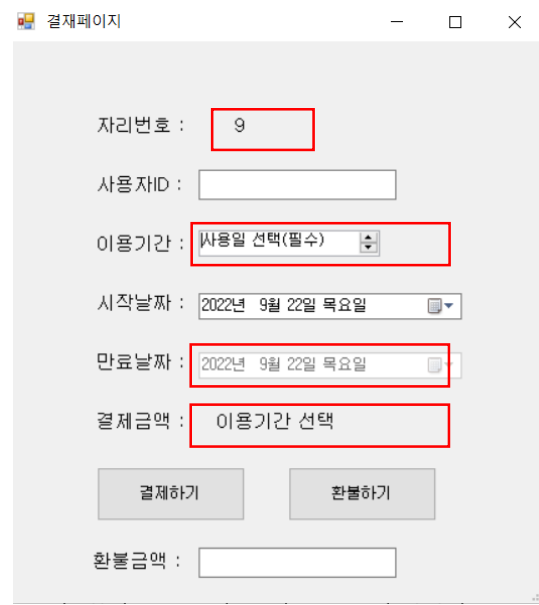 결재페이지
자리번호 : 9
사용자ID :
이용기간 : 사용일 선택(필수)
시작날짜 : 2022년 9월 22일 목요일
만료날짜 : 2022년 9월 22일 목요일
결제금액 : 이용기간 선택
결제하기 환불하기
환불금액 :